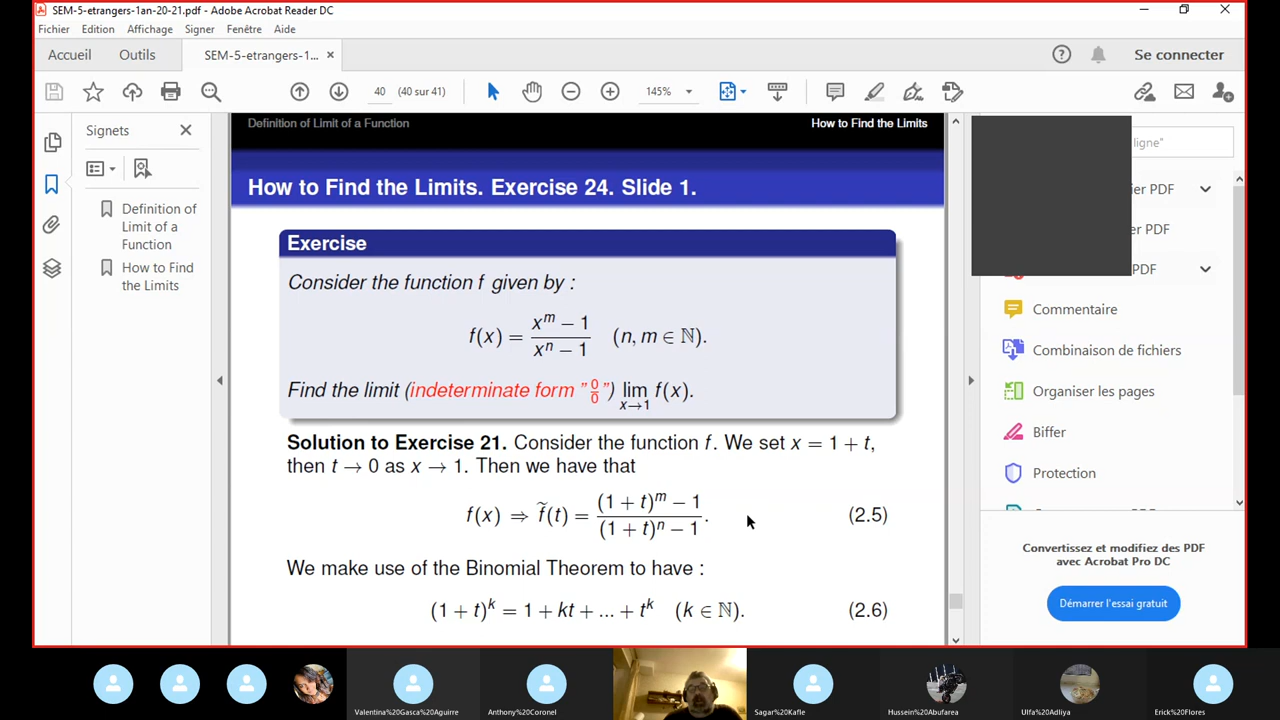 SEM-5-etrangers-1an-20-21.pdf - Adobe Acrobat Reader DC
Fichier Edition Affichage Signer Fenêtre Aide
Accueil Outils SEM-5-etrangers-1... × Se connecter
40 (40 sur 41) 145%
Signets
Definition of
Limit of a
Function
How to Find
the Limits
Definition of Limit of a Function How to Find the Limits
How to Find the Limits. Exercise 24. Slide 1.
Exercise
Consider the function f given by :
f(x) = \frac{x^m − 1}{x^n − 1} (n, m ∈ ℕ).
Find the limit (indeterminate form "\frac{0}{0}") \lim_{x→1} f(x).
Solution to Exercise 21. Consider the function f. We set x = 1 + t,
then t → 0 as x → 1. Then we have that
f(x) ⇒ \tilde{f}(t) = \frac{(1 + t)^m − 1}{(1 + t)^n − 1}. (2.5)
We make use of the Binomial Theorem to have :
(1 + t)^k = 1 + kt + ... + t^k (k ∈ ℕ). (2.6)
ligne"
ier PDF
er PDF
PDF
Commentaire
Combinaison de fichiers
Organiser les pages
Biffer
Protection
Convertissez et modifiez des PDF
avec Acrobat Pro DC
Démarrer l'essai gratuit
Valentina%20Gasca%20Aguirre
Anthony%20Coronel
Sagar%20Kafle
Hussein%20Abufarea
Ulfa%20Adliya
Erick%20Flores